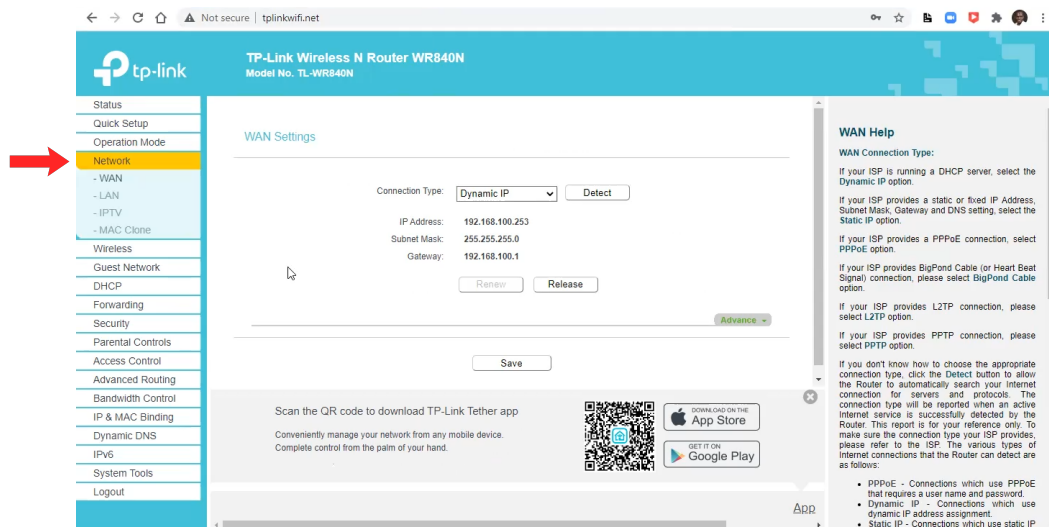 Not secure | tplinkwifi.net
tp-link
TP-Link Wireless N Router WR840N
Model No. TL-WR840N
Status
Quick Setup
Operation Mode
Network
- WAN
- LAN
- IPTV
- MAC Clone
Wireless
Guest Network
DHCP
Forwarding
Security
Parental Controls
Access Control
Advanced Routing
Bandwidth Control
IP & MAC Binding
Dynamic DNS
IPv6
System Tools
Logout
WAN Settings
Connection Type: Dynamic IP Detect
IP Address: 192.168.100.253
Subnet Mask: 255.255.255.0
Gateway: 192.168.100.1
Renew Release
Advance
Save
Scan the QR code to download TP-Link Tether app
Conveniently manage your network from any mobile device.
Complete control from the palm of your hand.
DOWNLOAD ON THE
App Store
GET IT ON
Google Play
App
WAN Help
WAN Connection Type:
If your ISP is running a DHCP server, select the
Dynamic IP option.
If your ISP provides a static or fixed IP Address,
Subnet Mask, Gateway and DNS setting, select the
Static IP option.
If your ISP provides a PPPoE connection, select
PPPoE option.
If your ISP provides BigPond Cable (or Heart Beat
Signal) connection, please select BigPond Cable
option.
If your ISP provides L2TP connection, please
select L2TP option.
If your ISP provides PPTP connection, please
select PPTP option.
If you don't know how to choose the appropriate
connection type, click the Detect button to allow
the Router to automatically search your Internet
connection for servers and protocols. The
connection type will be reported when an active
Internet service is successfully detected by the
Router. This report is for your reference only. To
make sure the connection type your ISP provides,
please refer to the ISP. The various types of
Internet connections that the Router can detect are
as follows:
• PPPoE - Connections which use PPPoE
that requires a user name and password.
• Dynamic IP - Connections which use
dynamic IP address assignment.
• Static IP - Connections which use static IP